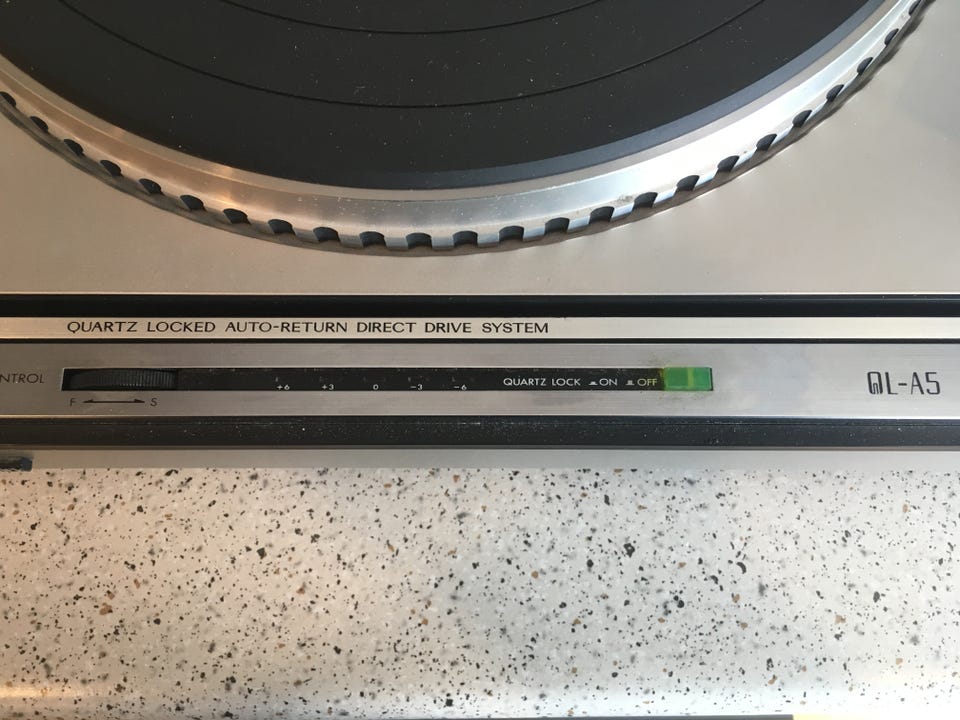 QUARTZ LOCKED AUTO-RETURN DIRECT DRIVE SYSTEM
NTROL
+6 +3 0 -3 -6
QUARTZ LOCK ON OFF
QL-A5
F S